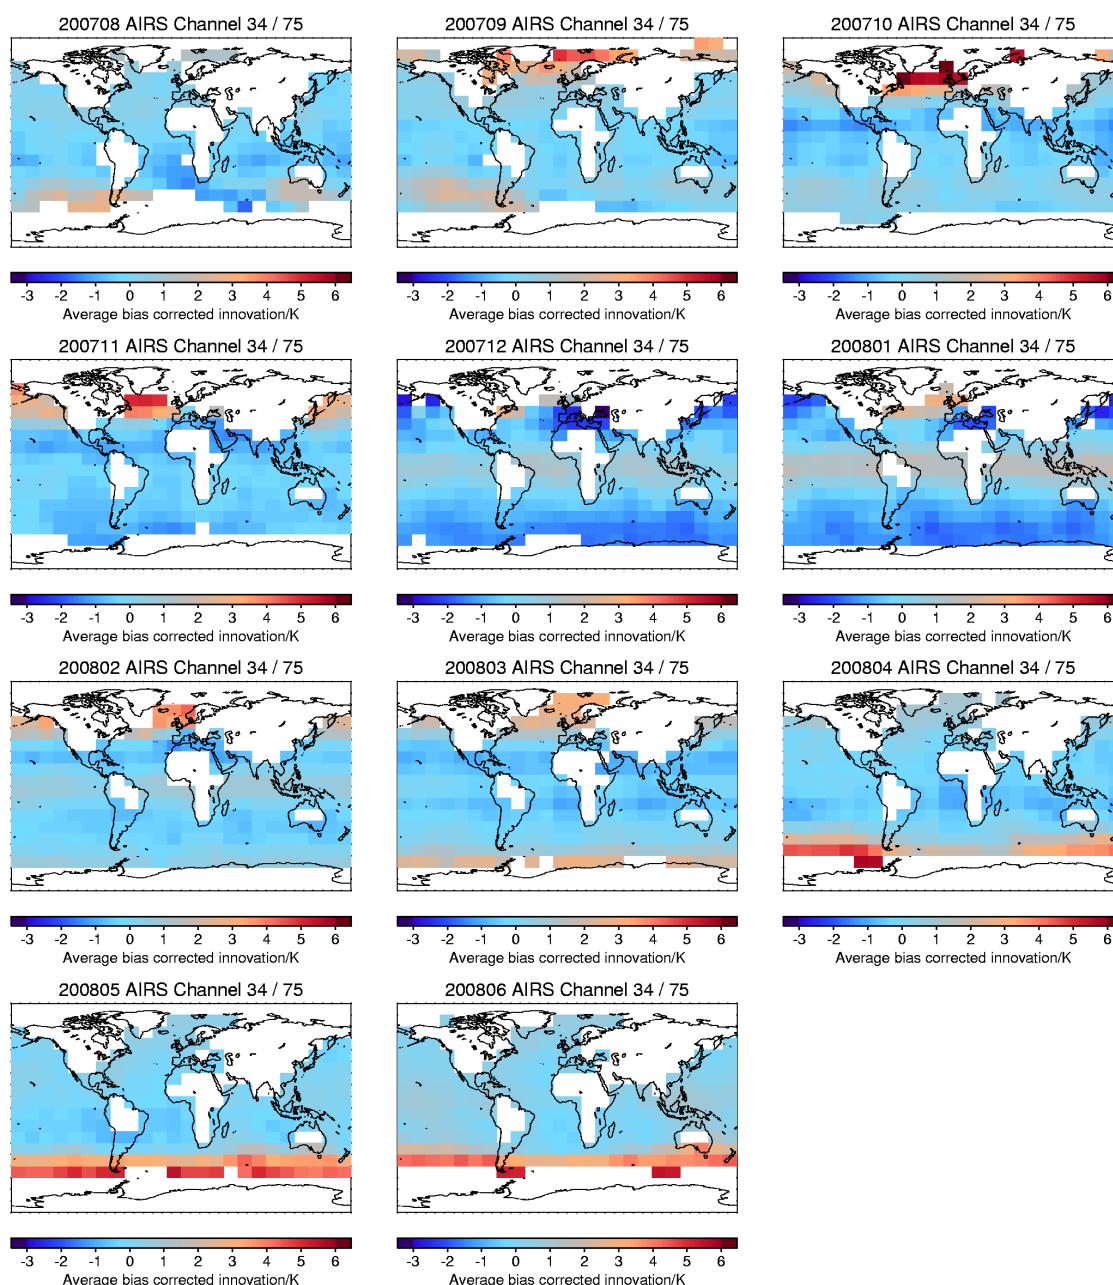 200708 AIRS Channel 34 / 75
200709 AIRS Channel 34 / 75
200710 AIRS Channel 34 / 75
-3 -2 -1 0 1 2 3 4 5 6
-3 -2 -1 0 1 2 3 4 5 6
-3 -2 -1 0 1 2 3 4 5 6
Average bias corrected innovation/K
Average bias corrected innovation/K
Average bias corrected innovation/K
200711 AIRS Channel 34 / 75
200712 AIRS Channel 34 / 75
200801 AIRS Channel 34 / 75
-3 -2 -1 0 1 2 3 4 5 6
-3 -2 -1 0 1 2 3 4 5 6
-3 -2 -1 0 1 2 3 4 5 6
Average bias corrected innovation/K
Average bias corrected innovation/K
Average bias corrected innovation/K
200802 AIRS Channel 34 / 75
200803 AIRS Channel 34 / 75
200804 AIRS Channel 34 / 75
-3 -2 -1 0 1 2 3 4 5 6
-3 -2 -1 0 1 2 3 4 5 6
-3 -2 -1 0 1 2 3 4 5 6
Average bias corrected innovation/K
Average bias corrected innovation/K
Average bias corrected innovation/K
200805 AIRS Channel 34 / 75
200806 AIRS Channel 34 / 75
-3 -2 -1 0 1 2 3 4 5 6
-3 -2 -1 0 1 2 3 4 5 6
Average bias corrected innovation/K
Average bias corrected innovation/K